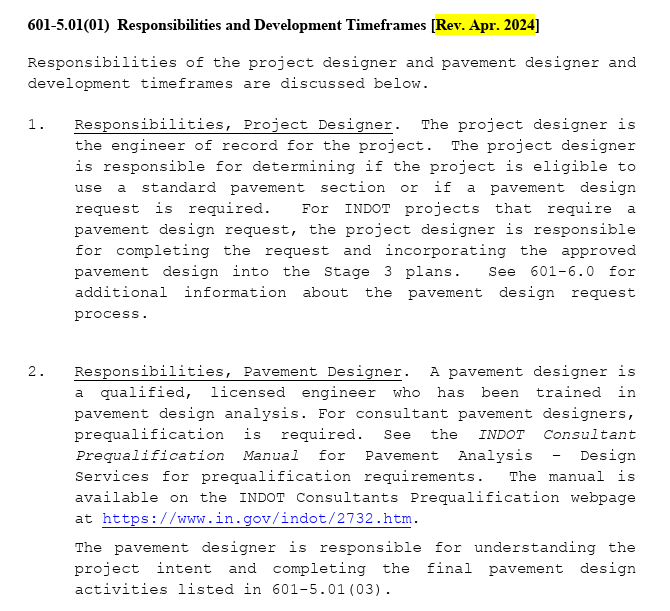 601-5.01(01) Responsibilities and Development Timeframes [Rev. Apr. 2024]
Responsibilities of the project designer and pavement designer and
development timeframes are discussed below.
1. Responsibilities, Project Designer. The project designer is
the engineer of record for the project. The project designer
is responsible for determining if the project is eligible to
use a standard pavement section or if a pavement design
request is required. For INDOT projects that require a
pavement design request, the project designer is responsible
for completing the request and incorporating the approved
pavement design into the Stage 3 plans. See 601-6.0 for
additional information about the pavement design request
process.
2. Responsibilities, Pavement Designer. A pavement designer is
a qualified, licensed engineer who has been trained in
pavement design analysis. For consultant pavement designers,
prequalification is required. See the INDOT Consultant
Prequalification Manual for Pavement Analysis – Design
Services for prequalification requirements. The manual is
available on the INDOT Consultants Prequalification webpage
at https://www.in.gov/indot/2732.htm.
The pavement designer is responsible for understanding the
project intent and completing the final pavement design
activities listed in 601-5.01(03).